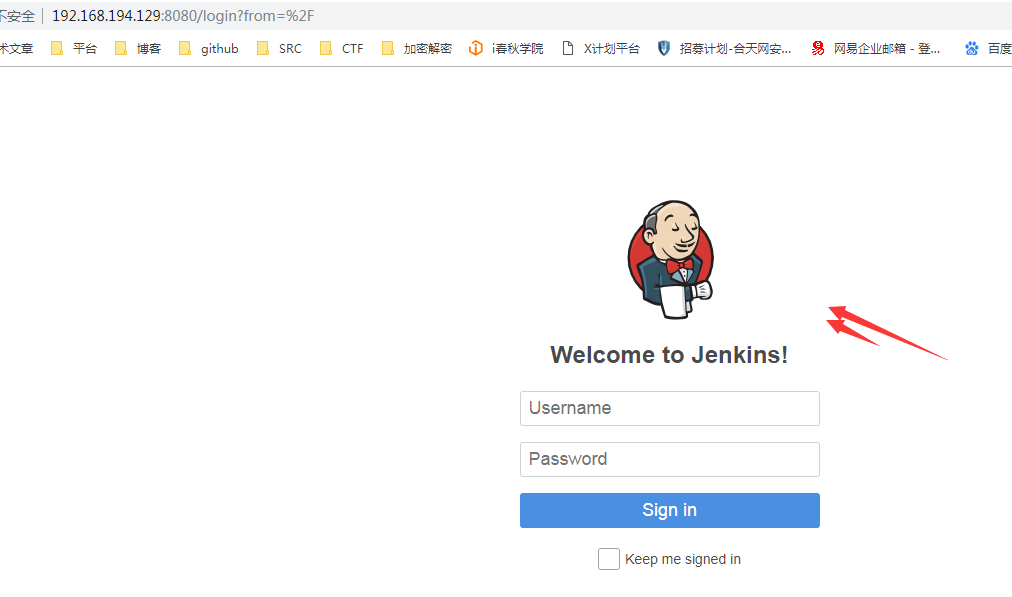 不安全 192.168.194.129:8080/login?from=%2F
术文章 平台 博客 github SRC CTF 加密解密 i春秋学院 X计划平台 招募计划-合天网安... 网易企业邮箱 - 登... 百度
Welcome to Jenkins!
Username
Password
Sign in
Keep me signed in